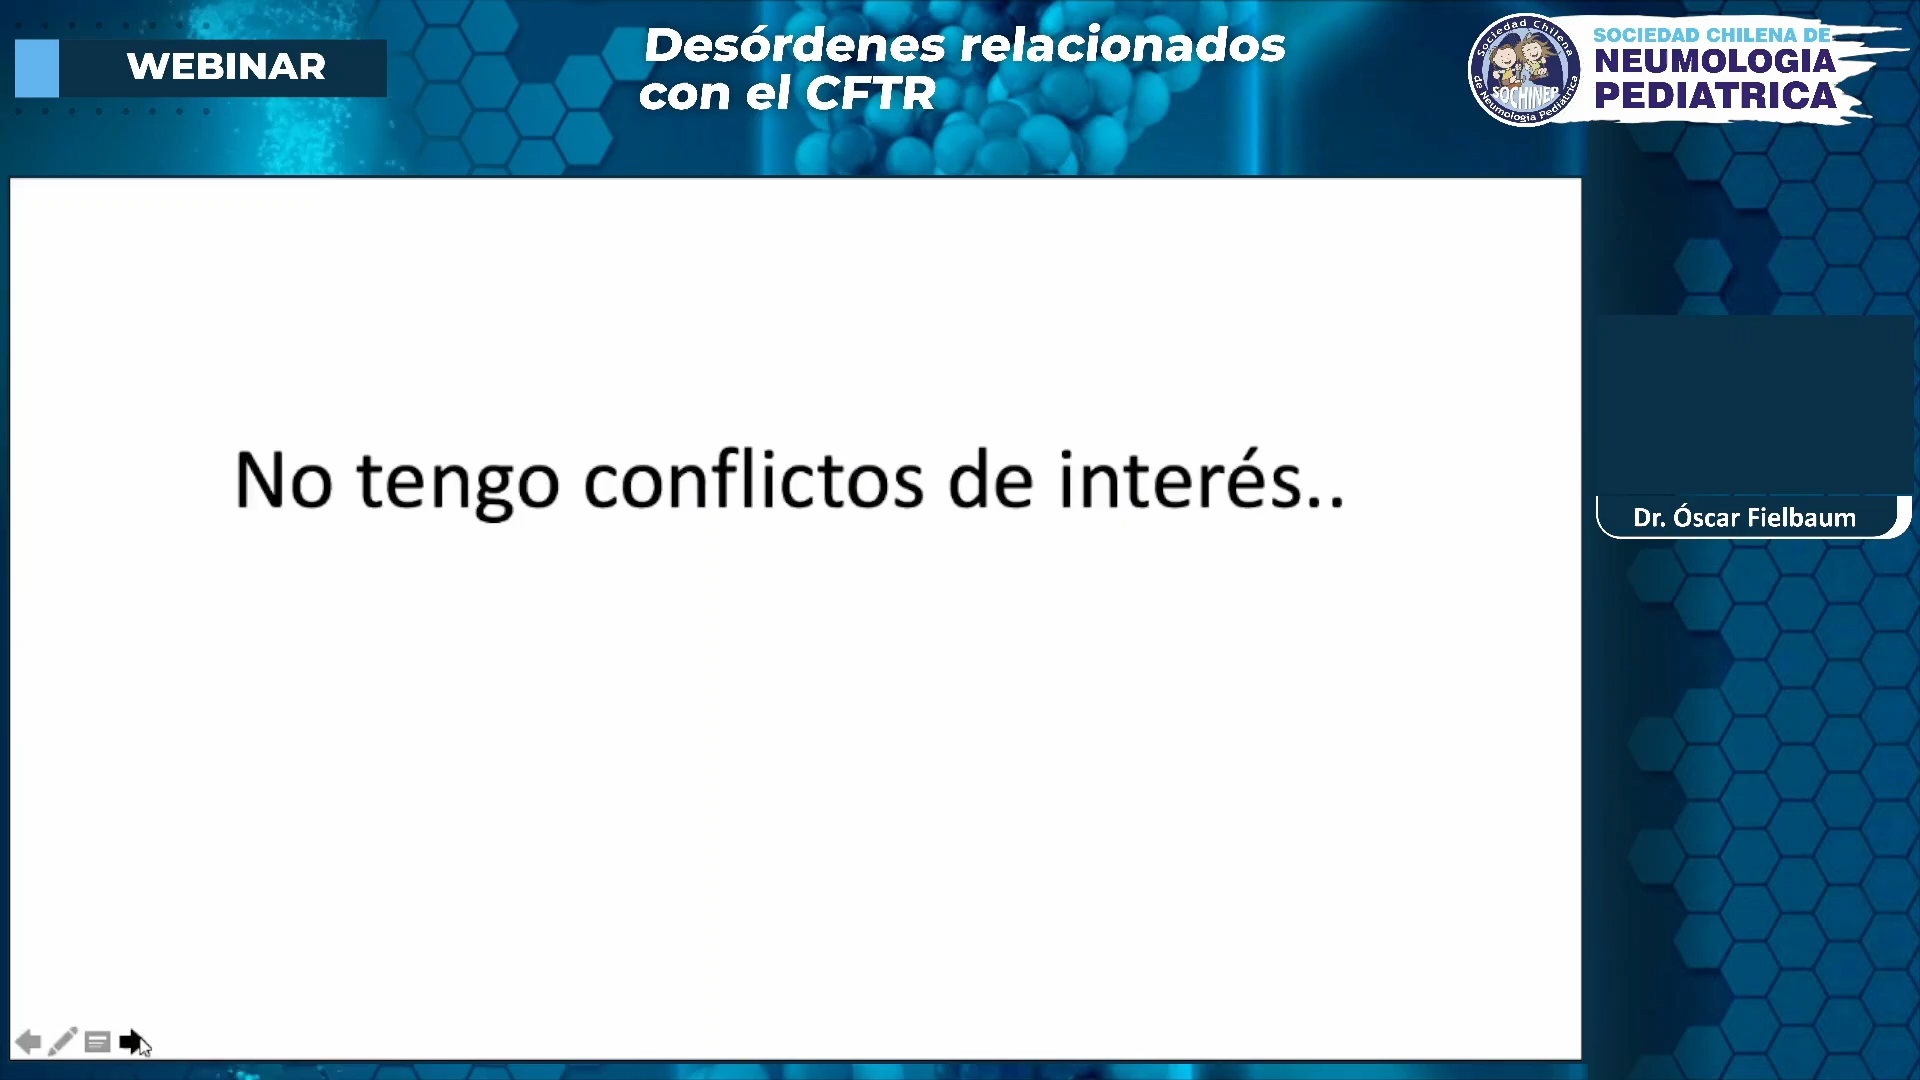 WEBINAR
Desórdenes relacionados
con el CFTR
Sociedad Chilena
de Neumología Pediatrica
SOCHINEP
SOCIEDAD CHILENA DE
NEUMOLOGIA
PEDIATRICA
No tengo conflictos de interés..
Dr. Óscar Fielbaum